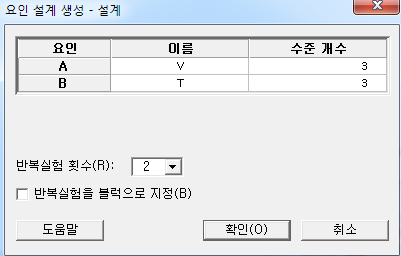 요인 설계 생성 - 설계
요인 이름 수준 개수
A V 3
B T 3
반복실험 횟수(R): 2
반복실험을 블럭으로 지정(B)
도움말 확인(O) 취소